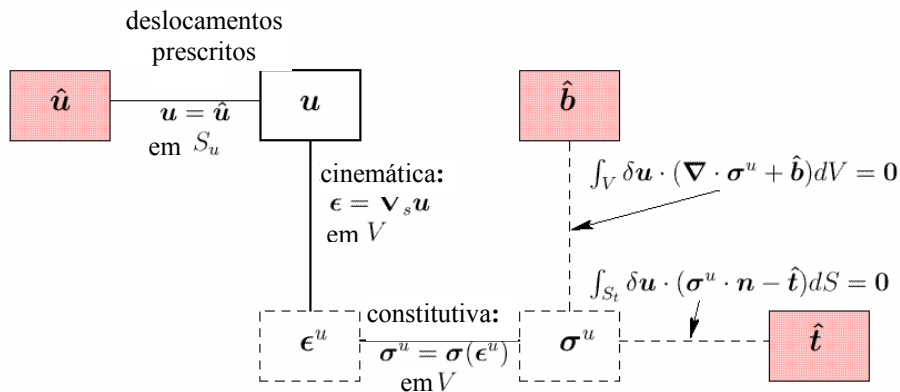 deslocamentos
prescritos
û
u
b̂
u = û
em S_u
∫_V δu · (∇ · σ^u + b̂)dV = 0
cinemática:
ϵ = ∇_s u
em V
∫_{S_t} δu · (σ^u · n − t̂)dS = 0
constitutiva:
ϵ^u
σ^u = σ(ϵ^u)
em V
σ^u
t̂